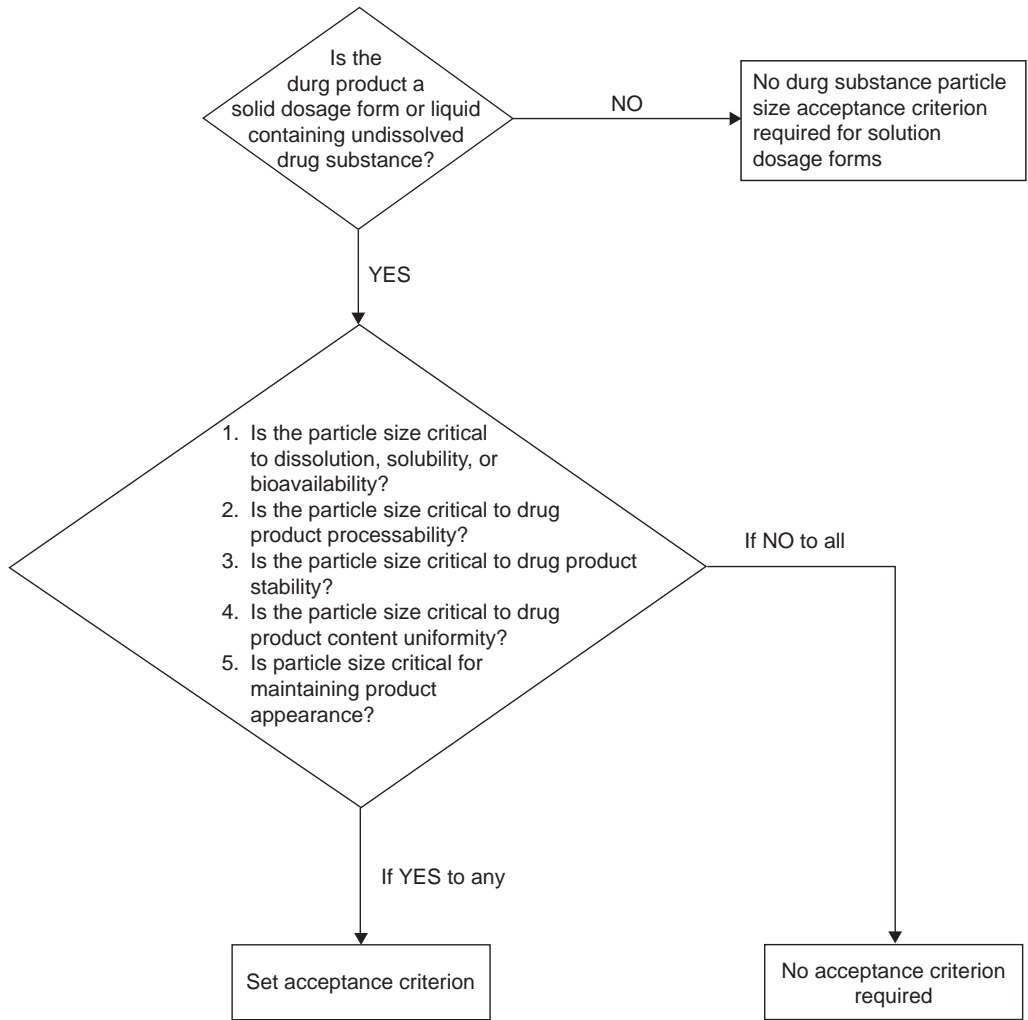 Is the
durg product a
solid dosage form or liquid
containing undissolved
drug substance?
NO
No durg substance particle
size acceptance criterion
required for solution
dosage forms
YES
1. Is the particle size critical
to dissolution, solubility, or
bioavailability?
2. Is the particle size critical to drug
product processability?
3. Is the particle size critical to drug product
stability?
4. Is the particle size critical to drug
product content uniformity?
5. Is particle size critical for
maintaining product
appearance?
If NO to all
If YES to any
Set acceptance criterion
No acceptance criterion
required